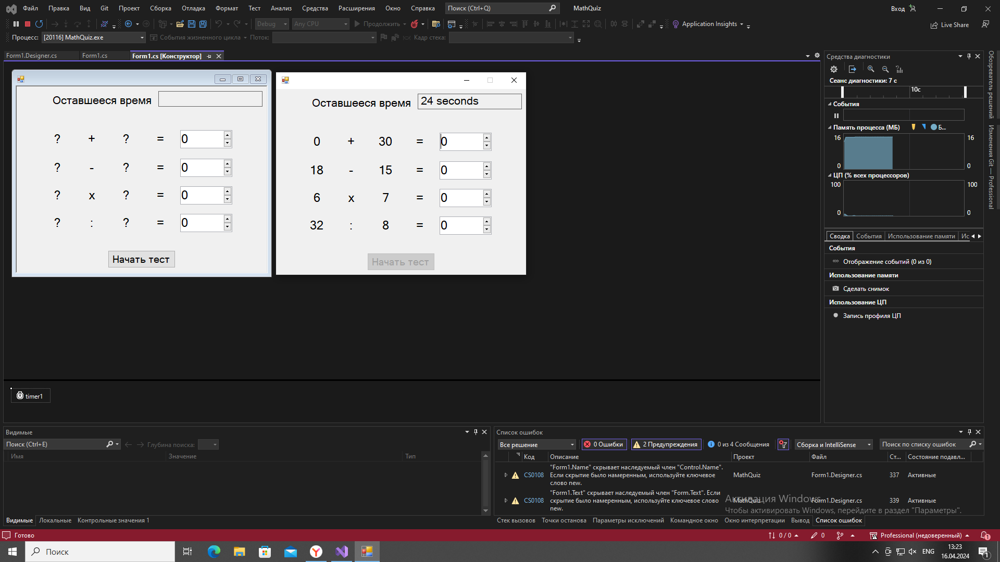 Файл Правка Вид Git Проект Сборка Отладка Формат Тест Анализ Средства Расширения Окно Справка Поиск (Ctrl+Q) MathQuiz Вход
Debug Any CPU Продолжить Application Insights Live Share
Процесс: [20116] MathQuiz.exe События жизненного цикла Поток: Кадр стека:
Form1.Designer.cs Form1.cs Form1.cs [Конструктор]
Оставшееся время
? + ? = 0
? - ? = 0
? x ? = 0
? : ? = 0
Начать тест
Оставшееся время 24 seconds
0 + 30 = 0
18 - 15 = 0
6 x 7 = 0
32 : 8 = 0
Начать тест
timer1
Средства диагностики
Сеанс диагностики: 7 с
10с
События
Память процесса (МБ) Б...
16 16
0 0
ЦП (% всех процессоров)
100 100
0 0
Сводка События Использование памяти Ис
События
Отображение событий (0 из 0)
Использование памяти
Сделать снимок
Использование ЦП
Запись профиля ЦП
Обозреватель решений
Изменения Git — Professional
Видимые
Поиск (Ctrl+E) Глубина поиска:
Имя Значение Тип
Видимые Локальные Контрольные значения 1
Список ошибок
Все решение 0 Ошибки 2 Предупреждения 0 из 4 Сообщения Сборка и IntelliSense Поиск по списку ошибок
Код Описание Проект Файл Ст... Состояние подавл...
"Form1.Name" скрывает наследуемый член "Control.Name".
CS0108 Если скрытие было намеренным, используйте ключевое MathQuiz Form1.Designer.cs 337 Активные
слово new.
"Form1.Text" скрывает наследуемый член "Form.Text". Если
CS0108 скрытие было намеренным, используйте ключевое слово MathQuiz Form1.Designer.cs 339 Активные
new.
Активация Windows
Чтобы активировать Windows, перейдите в раздел "Параметры".
Стек вызовов Точки останова Параметры исключений Командное окно Окно интерпретации Вывод Список ошибок
Готово 0 / 0 0 Professional (недоверенный) 1
Поиск ENG 13:23
16.04.2024 1